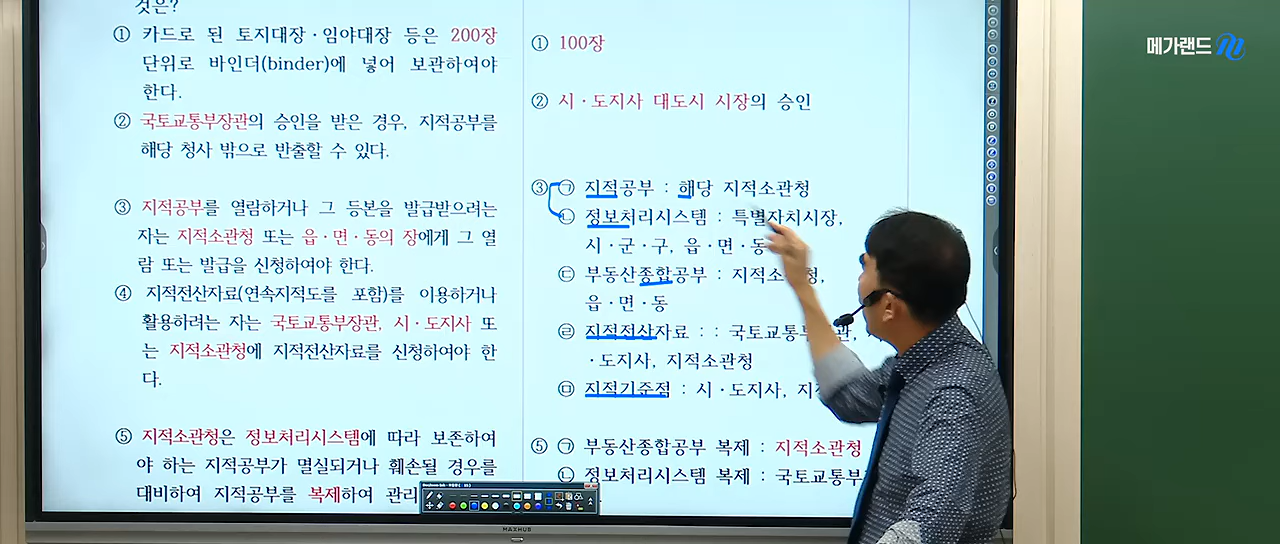 것은?
① 카드로 된 토지대장·임야대장 등은 200장
단위로 바인더(binder)에 넣어 보관하여야
한다.
② 국토교통부장관의 승인을 받은 경우, 지적공부를
해당 청사 밖으로 반출할 수 있다.
③ 지적공부를 열람하거나 그 등본을 발급받으려는
자는 지적소관청 또는 읍·면·동의 장에게 그 열
람 또는 발급을 신청하여야 한다.
④ 지적전산자료(연속지적도를 포함)를 이용하거나
활용하려는 자는 국토교통부장관, 시·도지사 또
는 지적소관청에 지적전산자료를 신청하여야 한
다.
⑤ 지적소관청은 정보처리시스템에 따라 보존하여
야 하는 지적공부가 멸실되거나 훼손될 경우를
대비하여 지적공부를 복제하여 관리
① 100장
② 시·도지사 대도시 시장의 승인
③ ㉠ 지적공부 : 해당 지적소관청
㉡ 정보처리시스템 : 특별자치시장,
시·군·구, 읍·면·동
㉢ 부동산종합공부 : 지적소관청,
읍·면·동
㉣ 지적전산자료 : : 국토교통부장관,
·도지사, 지적소관청
㉤ 지적기준점 : 시·도지사,
⑤ ㉠ 부동산종합공부 복제 : 지적소관청
㉡ 정보처리시스템 복제 : 국토교통부
메가랜드
MAXHUB